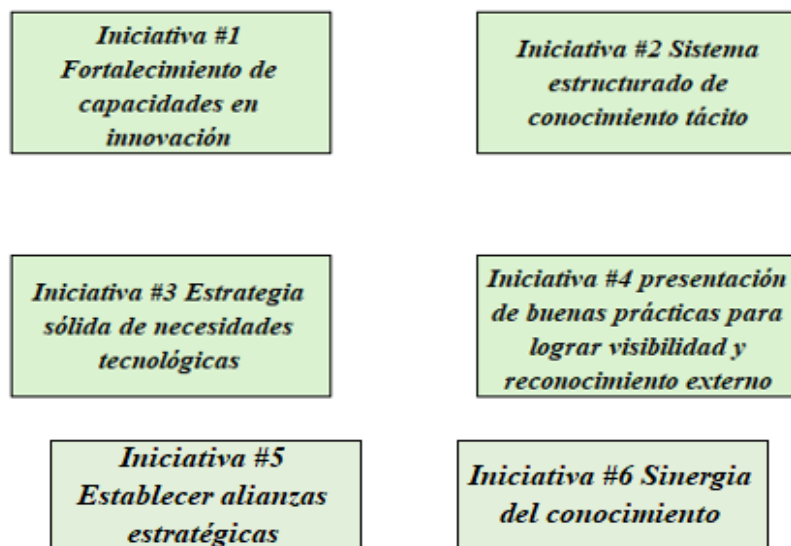 Iniciativa #1
Fortalecimiento de
capacidades en
innovación
Iniciativa #2 Sistema
estructurado de
conocimiento tácito
Iniciativa #3 Estrategia
sólida de necesidades
tecnológicas
Iniciativa #4 presentación
de buenas prácticas para
lograr visibilidad y
reconocimiento externo
Iniciativa #5
Establecer alianzas
estratégicas
Iniciativa #6 Sinergia
del conocimiento